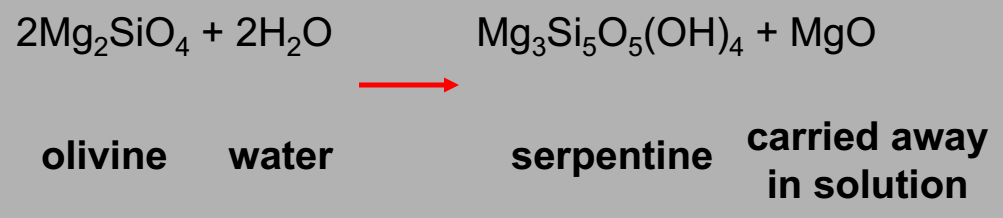 2Mg₂SiO₄ + 2H₂O Mg₃Si₅O₅(OH)₄ + MgO
olivine water serpentine carried away
in solution